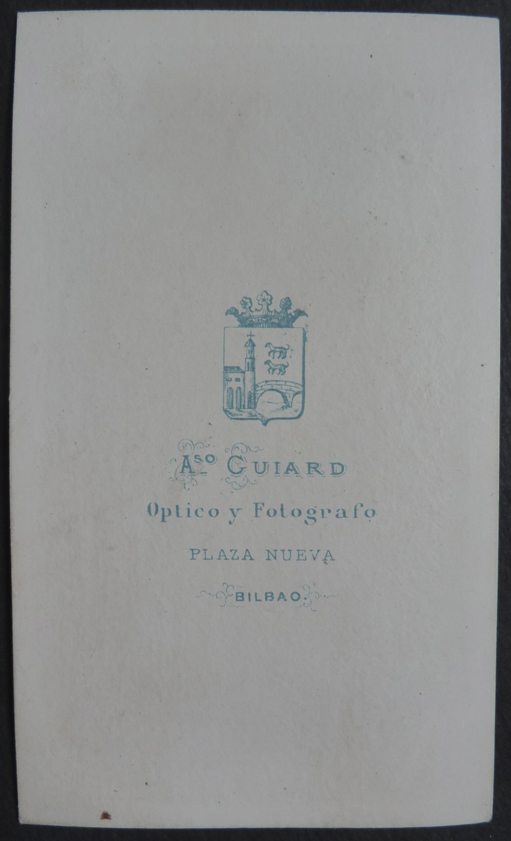 Aso GUIARD
Optico y Fotografo
PLAZA NUEVA
BILBAO.